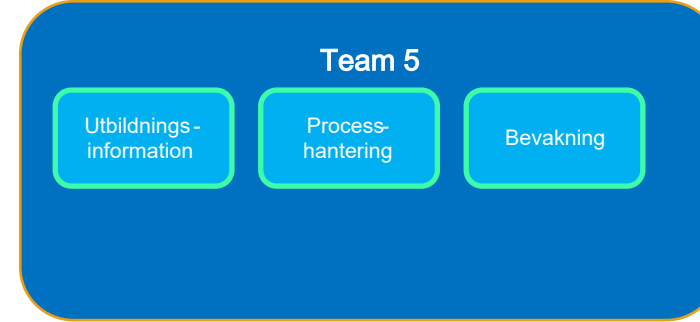 Team 5
Utbildnings-
information
Process-
hantering
Bevakning